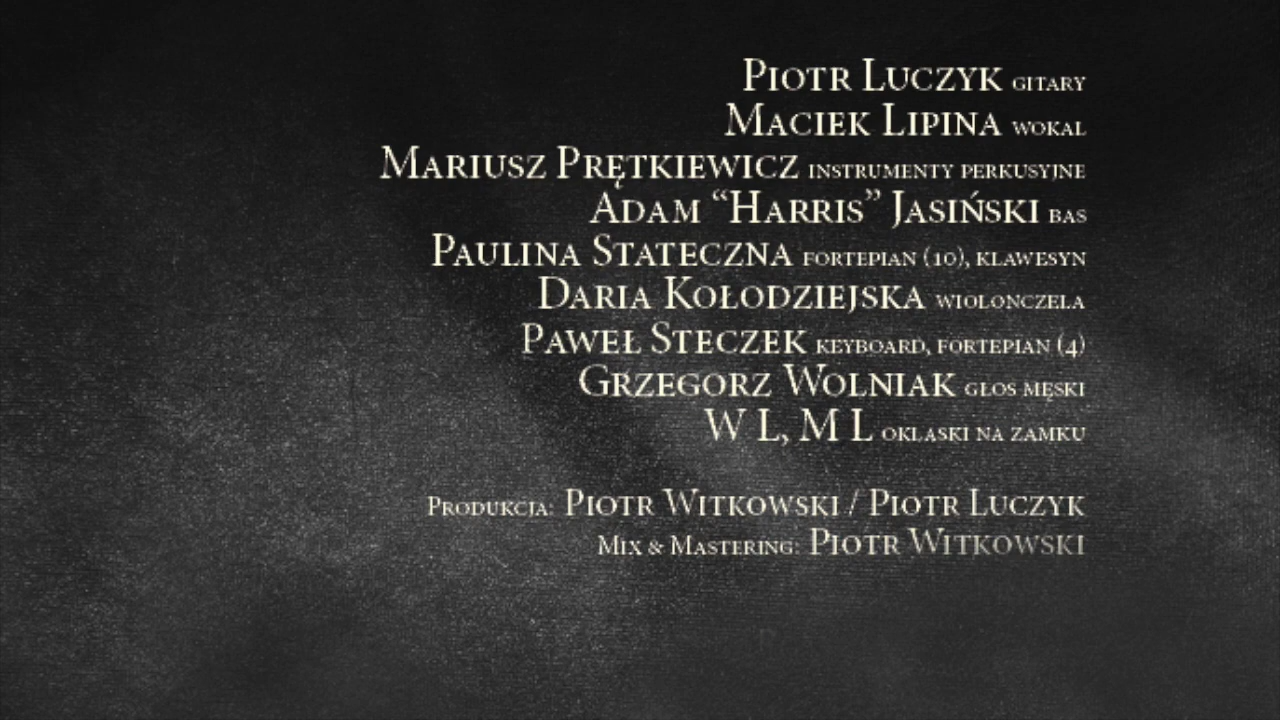 Piotr Luczyk gitary
Maciek Lipina wokal
Mariusz Prętkiewicz instrumenty perkusyjne
Adam “Harris” Jasiński bas
Paulina Stateczna fortepian (10), klawesyn
Daria Kołodziejska wiolonczela
Paweł Steczek keyboard, fortepian (4)
Grzegorz Wolniak głos męski
W L, M L oklaski na zamku
Produkcja: Piotr Witkowski / Piotr Luczyk
Mix & Mastering: Piotr Witkowski